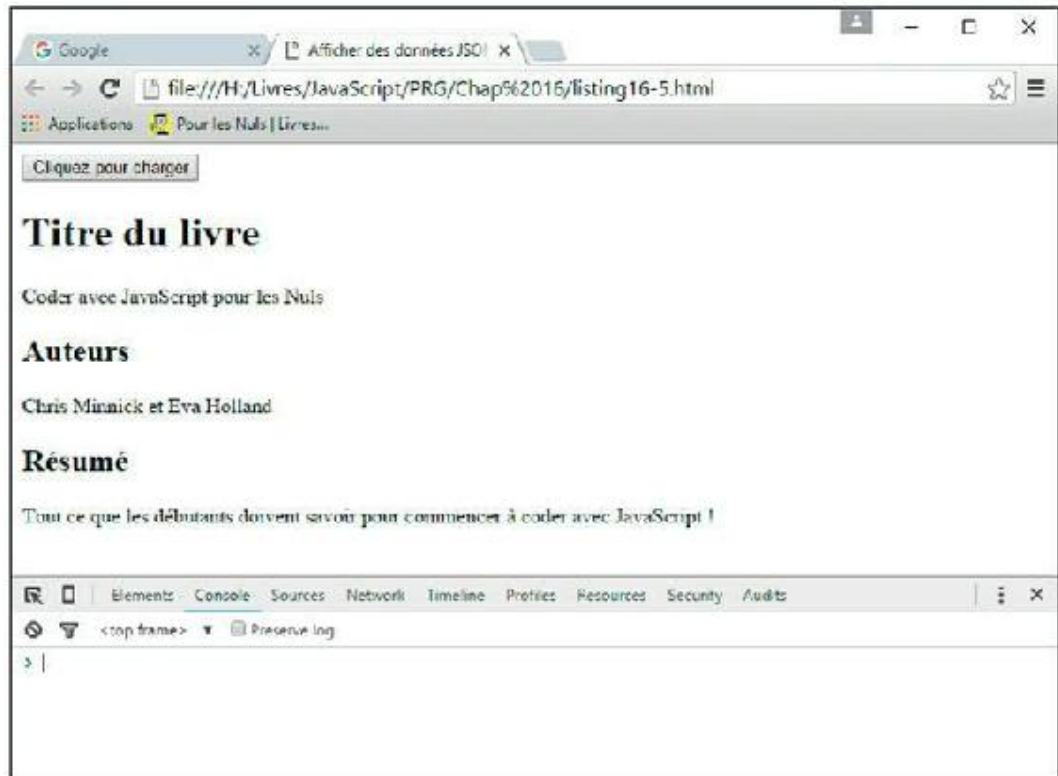 Google
Afficher des données JSO
file:///H:/Livres/JavaScript/PRG/Chap%2016/listing16-5.html
Applications Pour les Nuls | Livres...
Cliquez pour charger
Titre du livre
Coder avec JavaScript pour les Nuls
Auteurs
Chris Minnick et Eva Holland
Résumé
Tout ce que les débutants doivent savoir pour commencer à coder avec JavaScript !
Elements Console Sources Network Timeline Profiles Resources Security Audits
<top frame> Preserve log